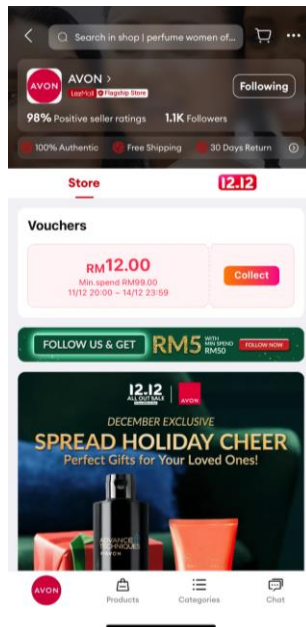 Search in shop | perfume women of...
AVON
AVON >
LazMall Flagship Store
Following
98% Positive seller ratings 1.1K Followers
100% Authentic Free Shipping 30 Days Return
Store 12.12
Vouchers
RM12.00
Min.spend RM99.00
11/12 20:00 ~ 14/12 23:59
Collect
FOLLOW US & GET RM5 WITH MIN SPEND RM50 FOLLOW NOW
12.12
ALL OUT SALE
AVON
DECEMBER EXCLUSIVE
SPREAD HOLIDAY CHEER
Perfect Gifts for Your Loved Ones!
ADVANCE
TECHNIQUES
AVON
AVON Products Categories Chat